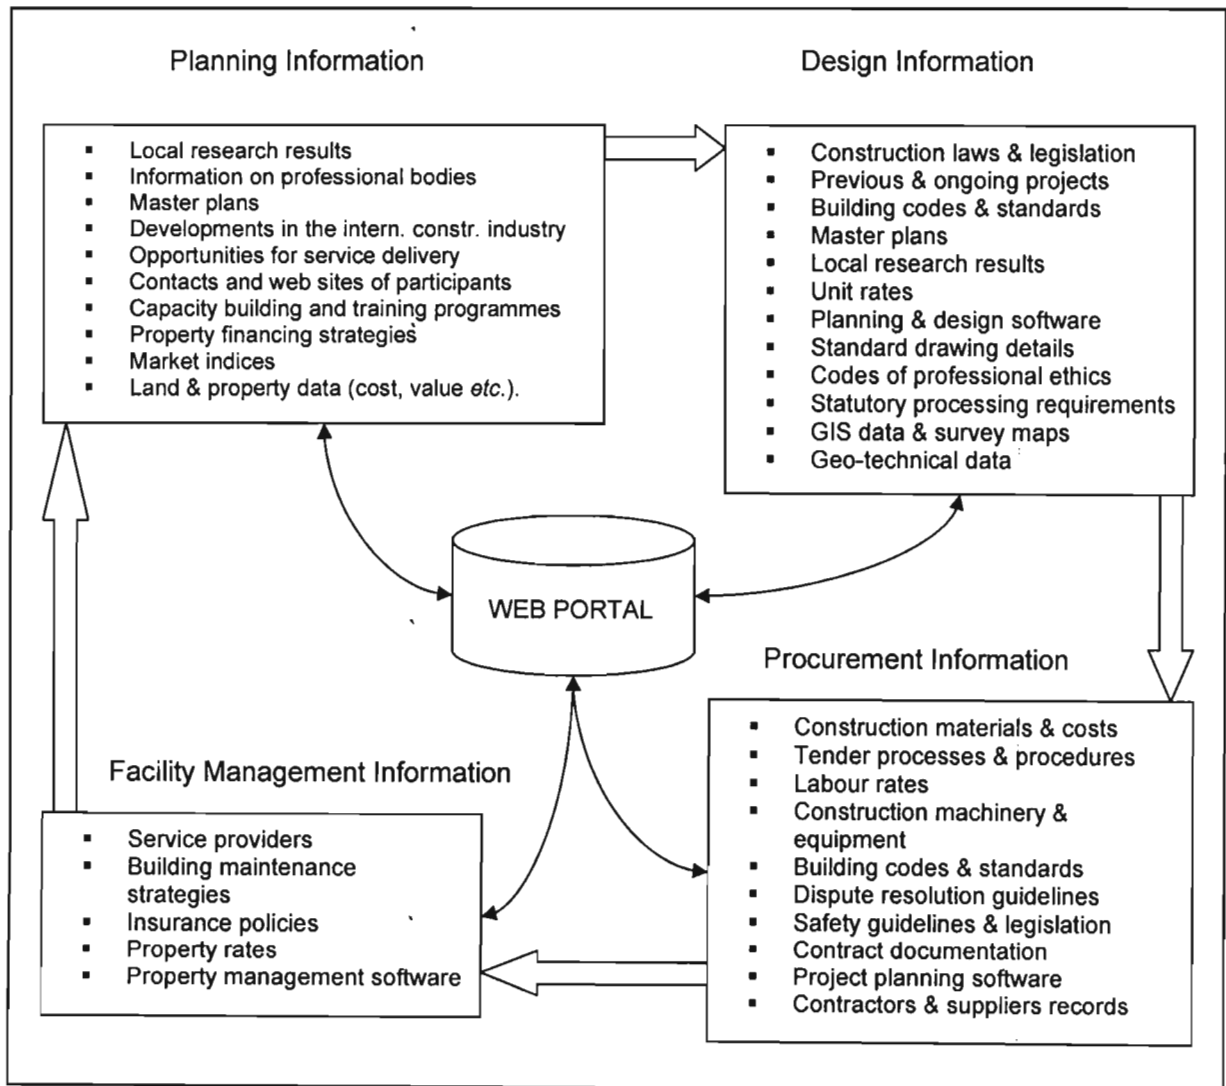 Planning Information
Local research results
Information on professional bodies
Master plans
Developments in the intern. constr. industry
Opportunities for service delivery
Contacts and web sites of participants
Capacity building and training programmes
Property financing strategies
Market indices
Land & property data (cost, value etc.).
Design Information
Construction laws & legislation
Previous & ongoing projects
Building codes & standards
Master plans
Local research results
Unit rates
Planning & design software
Standard drawing details
Codes of professional ethics
Statutory processing requirements
GIS data & survey maps
Geo-technical data
WEB PORTAL
Procurement Information
Construction materials & costs
Tender processes & procedures
Labour rates
Construction machinery &
equipment
Building codes & standards
Dispute resolution guidelines
Safety guidelines & legislation
Contract documentation
Project planning software
Contractors & suppliers records
Facility Management Information
Service providers
Building maintenance
strategies
Insurance policies
Property rates
Property management software